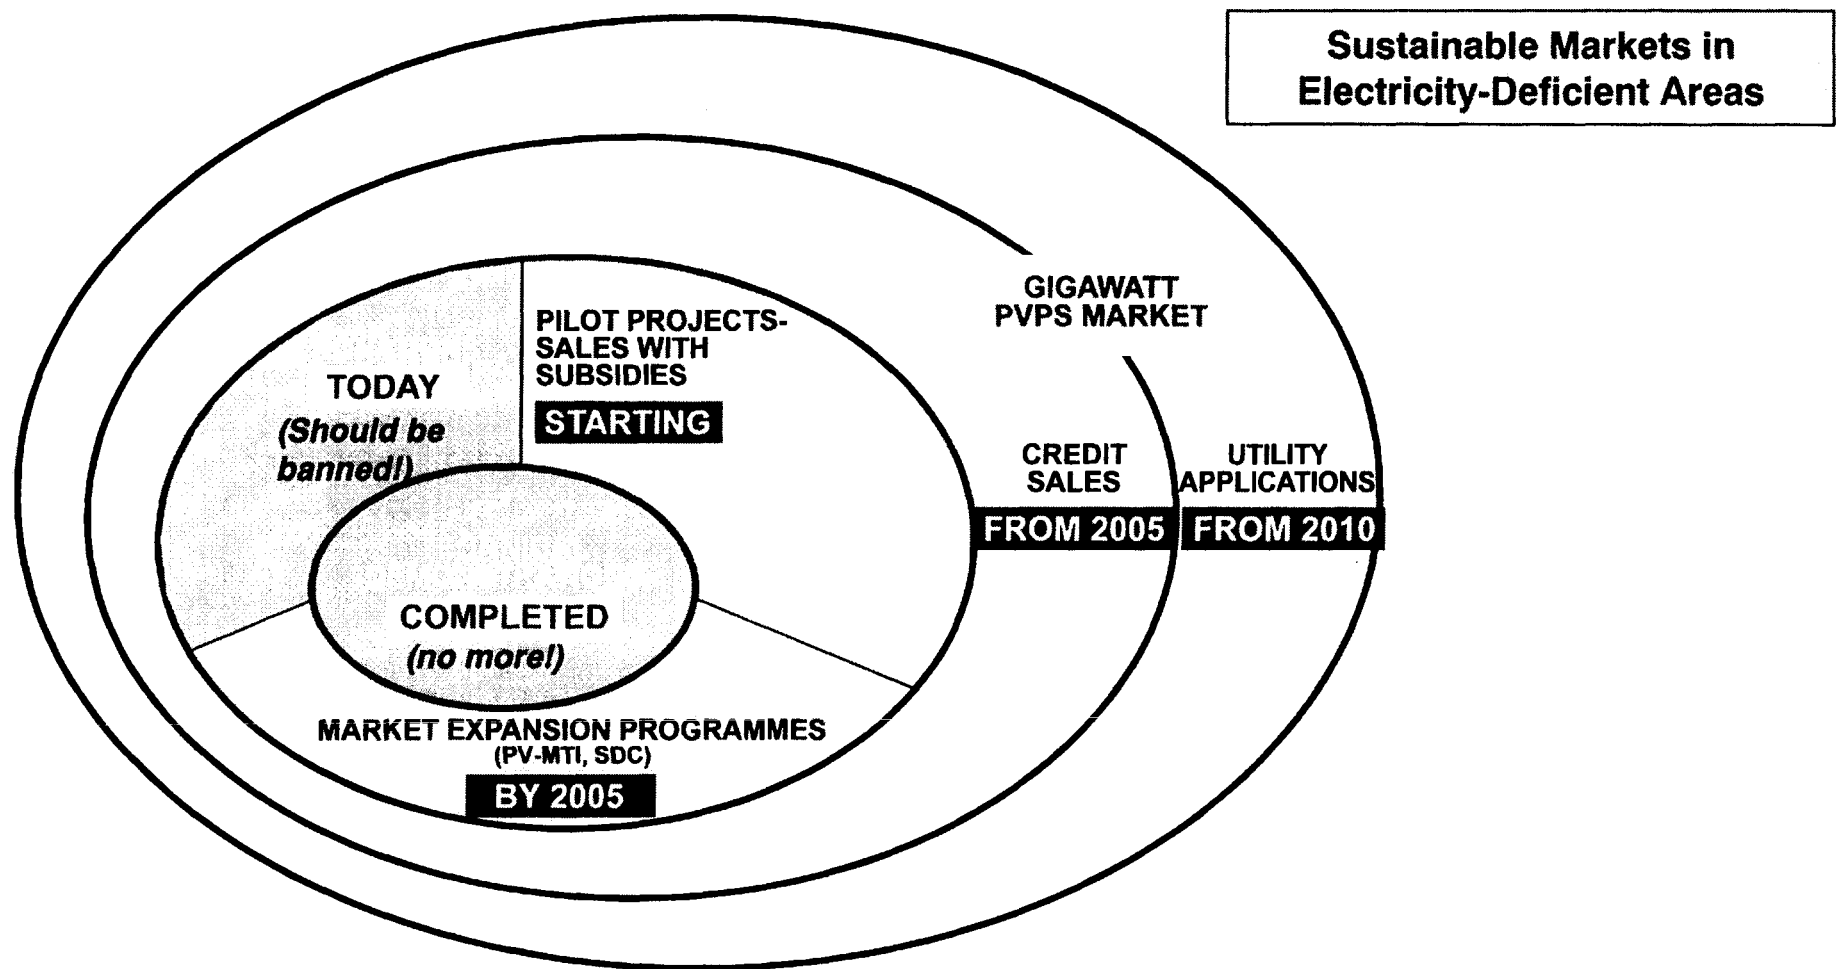 Sustainable Markets in
Electricity-Deficient Areas
GIGAWATT
PVPS MARKET
PILOT PROJECTS-
SALES WITH
SUBSIDIES
STARTING
TODAY
(Should be
banned!)
CREDIT
SALES
FROM 2005
UTILITY
APPLICATIONS
FROM 2010
COMPLETED
(no more!)
MARKET EXPANSION PROGRAMMES
(PV-MTI, SDC)
BY 2005